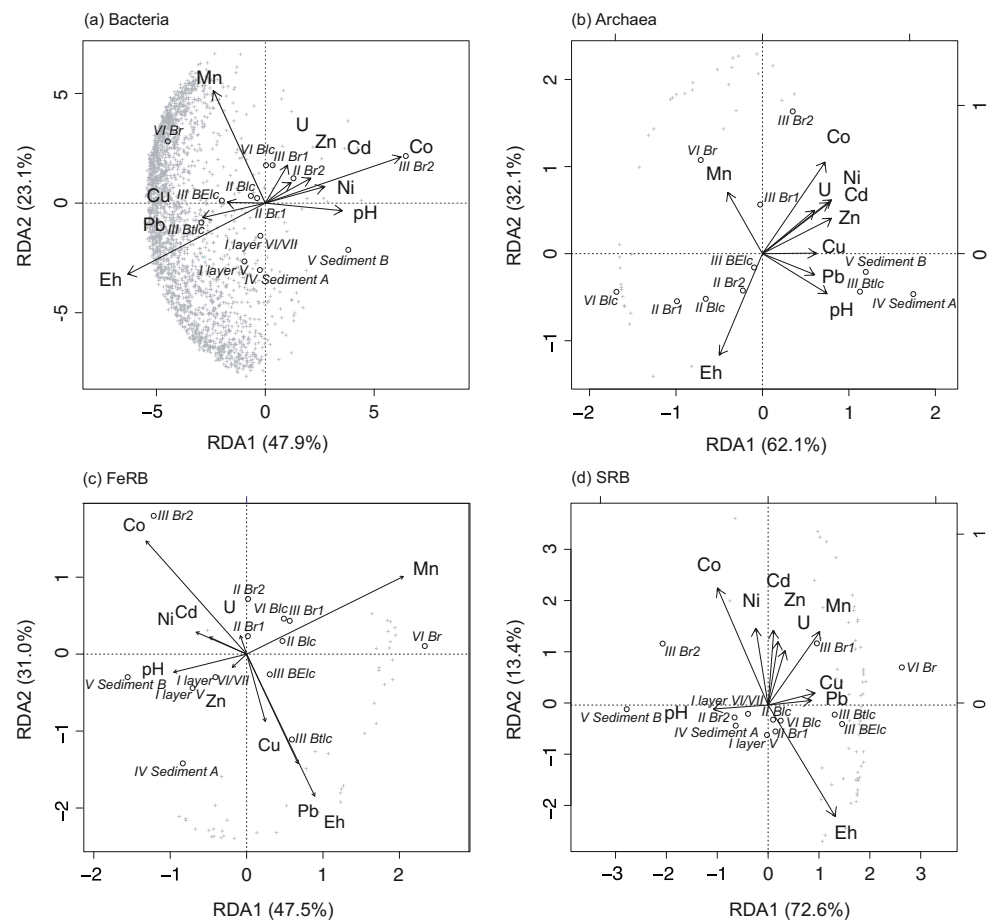 (a) Bacteria
Mn
U
Zn
Cd
Co
VI Br
VI Blc
III Br1
II Br2
III Br2
Cu
III BElc
II Blc
Ni
Pb
III Btlc
II Br1
pH
I layer VI/VII
V Sediment B
Eh
I layer V
IV Sediment A
5
0
-5
RDA2 (23.1%)
−5
0
5
RDA1 (47.9%)
(b) Archaea
III Br2
Co
VI Br
Mn
III Br1
Ni
U
Cd
Zn
Cu
III BElc
V Sediment B
II Br2
Pb
III Btlc
VI Blc
II Br1
II Blc
IV Sediment A
pH
Eh
2
1
0
−1
1
0
RDA2 (32.1%)
−2
−1
0
1
2
RDA1 (62.1%)
(c) FeRB
Co
III Br2
Mn
II Br2
Ni
Cd
U
VI Blc
III Br1
II Br1
II Blc
VI Br
pH
V Sediment B
I layer VI/VII
III BElc
I layer V
Zn
Cu
III Btlc
IV Sediment A
Pb
Eh
1
0
−1
−2
RDA2 (31.0%)
−2
−1
0
1
2
RDA1 (47.5%)
(d) SRB
Co
Cd
Ni
Zn
Mn
U
III Br2
III Br1
VI Br
Cu
I layer VI/VII
Pb
V Sediment B
pH
II Br2
II Blc
VI Blc
III Btlc
IV Sediment A
II Br1
III BElc
I layer V
Eh
3
2
1
0
−1
−2
1
0
RDA2 (13.4%)
−3
−2
−1
0
1
2
3
RDA1 (72.6%)